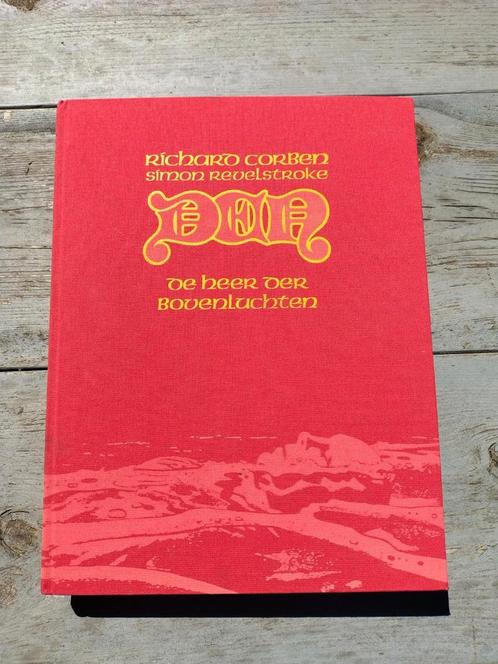 Richard Corben
Simon Revelstroke
DEN
De Heer der
Bovenluchten